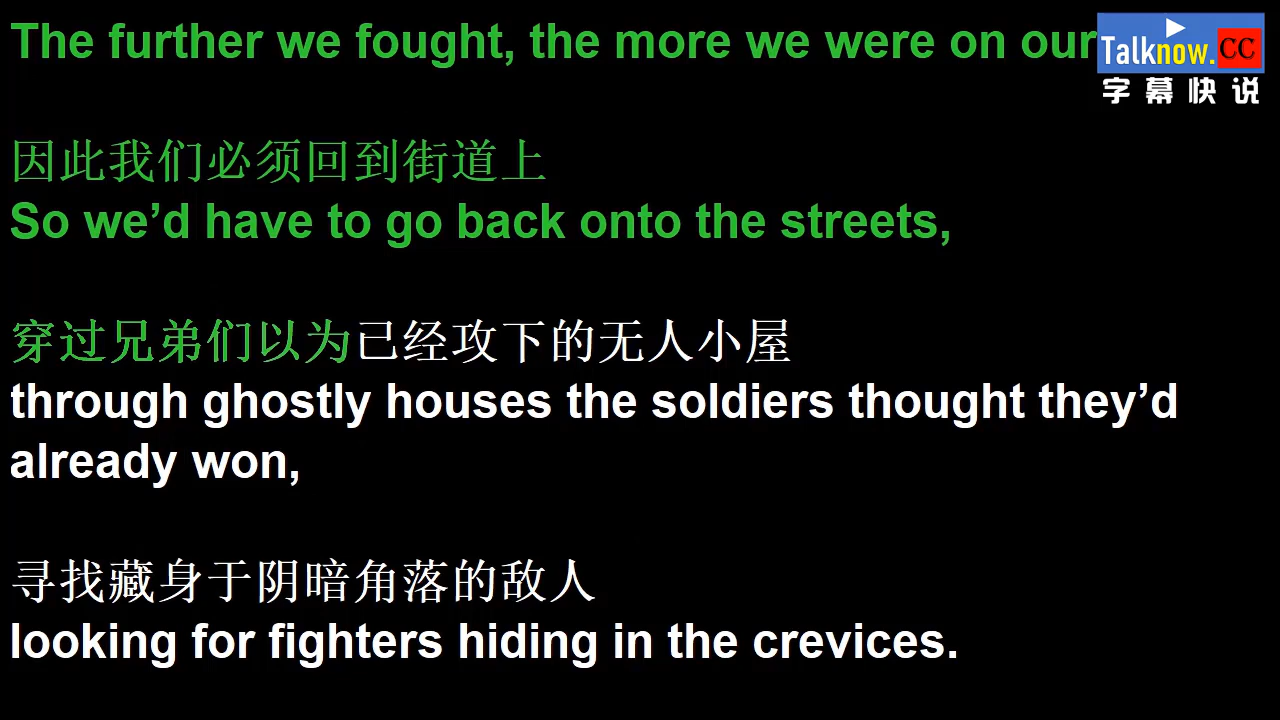 The further we fought, the more we were on our
Talknow.CC
字幕快说
因此我们必须回到街道上
So we’d have to go back onto the streets,
穿过兄弟们以为已经攻下的无人小屋
through ghostly houses the soldiers thought they’d
already won,
寻找藏身于阴暗角落的敌人
looking for fighters hiding in the crevices.